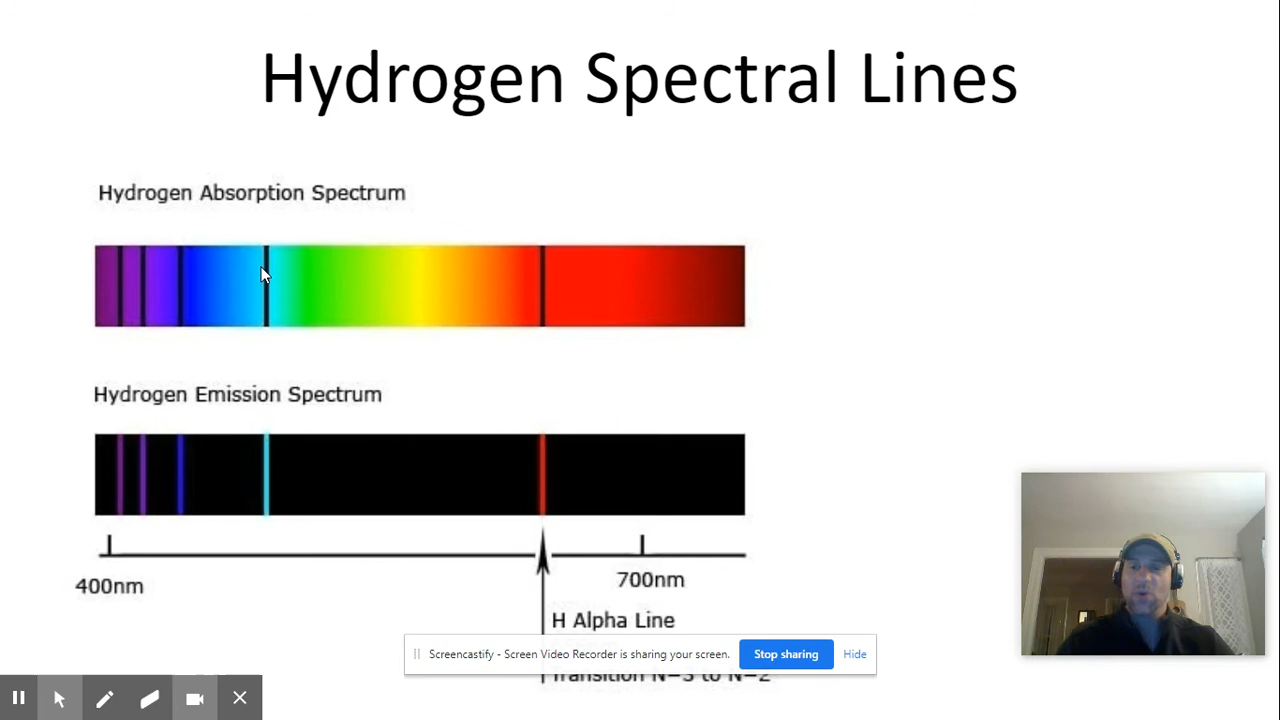 Hydrogen Spectral Lines
Hydrogen Absorption Spectrum
Hydrogen Emission Spectrum
400nm
700nm
H Alpha Line
Screencastify - Screen Video Recorder is sharing your screen. Stop sharing Hide
Transition N=3 to N=2